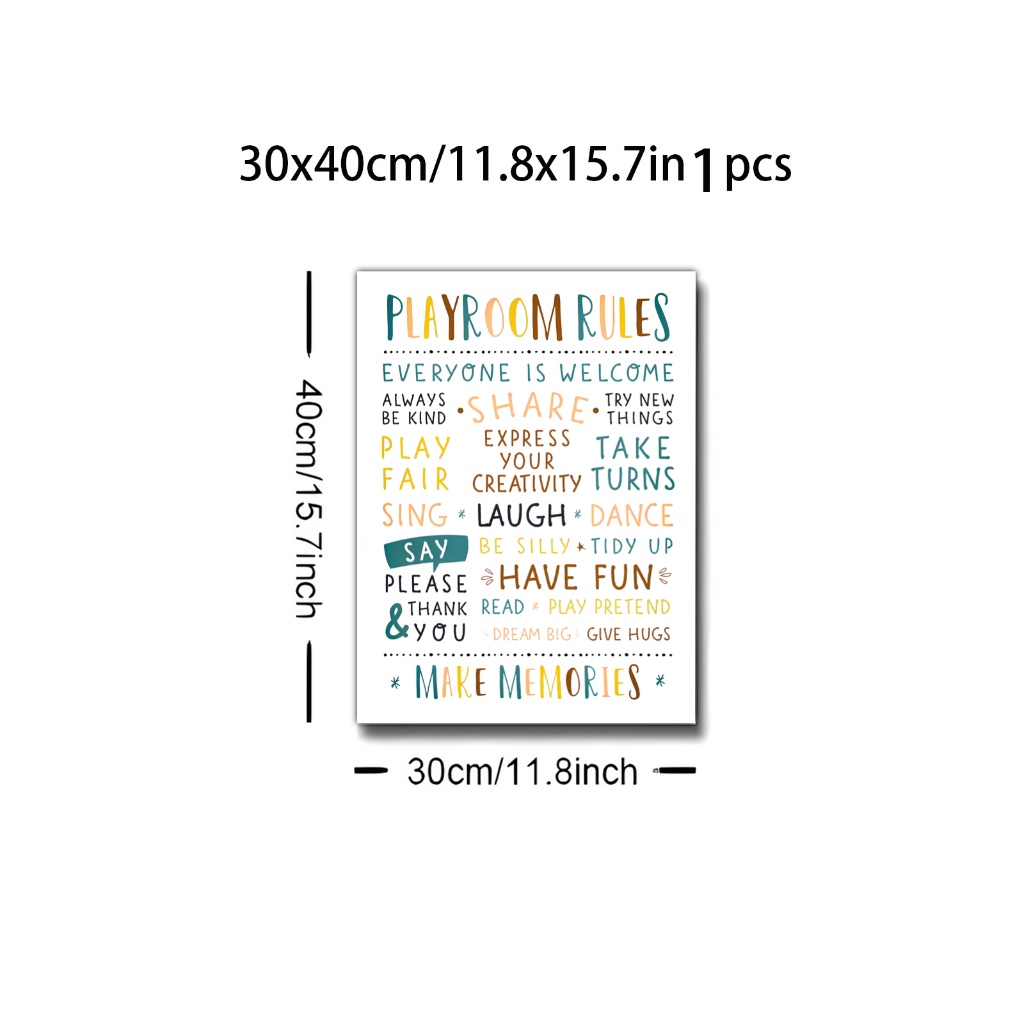 30x40cm/11.8x15.7in 1 pcs
40cm/15.7inch
PLAYROOM RULES
EVERYONE IS WELCOME
ALWAYS
BE KIND
• SHARE •
TRY NEW
THINGS
PLAY
FAIR
EXPRESS
YOUR
CREATIVITY
TAKE
TURNS
SING * LAUGH * DANCE
SAY
PLEASE
& THANK
YOU
BE SILLY ★ TIDY UP
HAVE FUN
READ * PLAY PRETEND
DREAM BIG : GIVE HUGS
* MAKE MEMORIES *
30cm/11.8inch